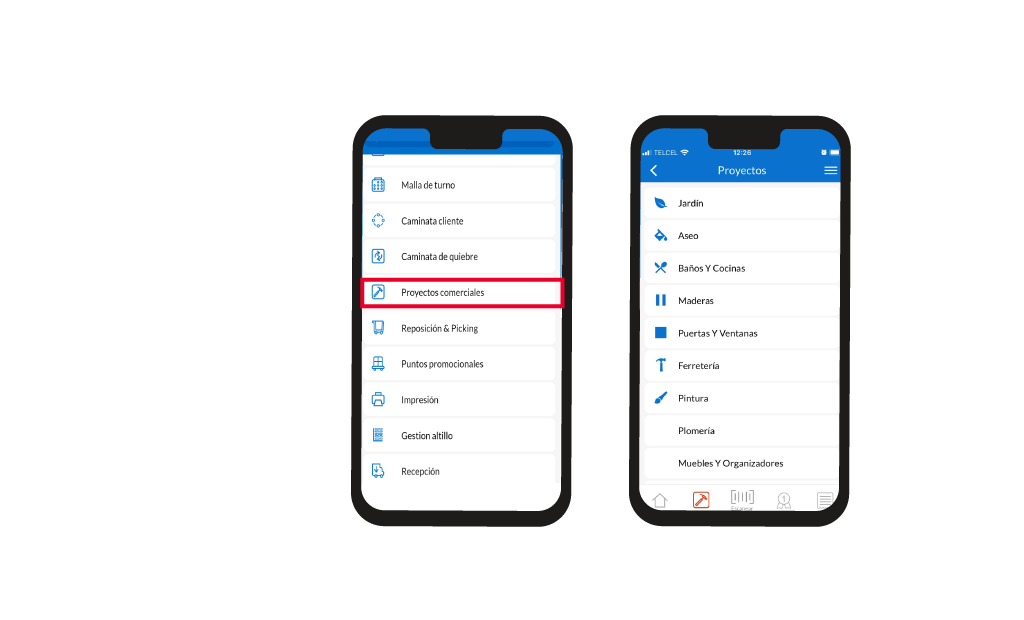 Malla de turno
Caminata cliente
Caminata de quiebre
Proyectos comerciales
Reposición & Picking
Puntos promocionales
Impresión
Gestion altillo
Recepción
TELCEL 12:26
Proyectos
Jardín
Aseo
Baños Y Cocinas
Maderas
Puertas Y Ventanas
Ferretería
Pintura
Plomería
Muebles Y Organizadores
1